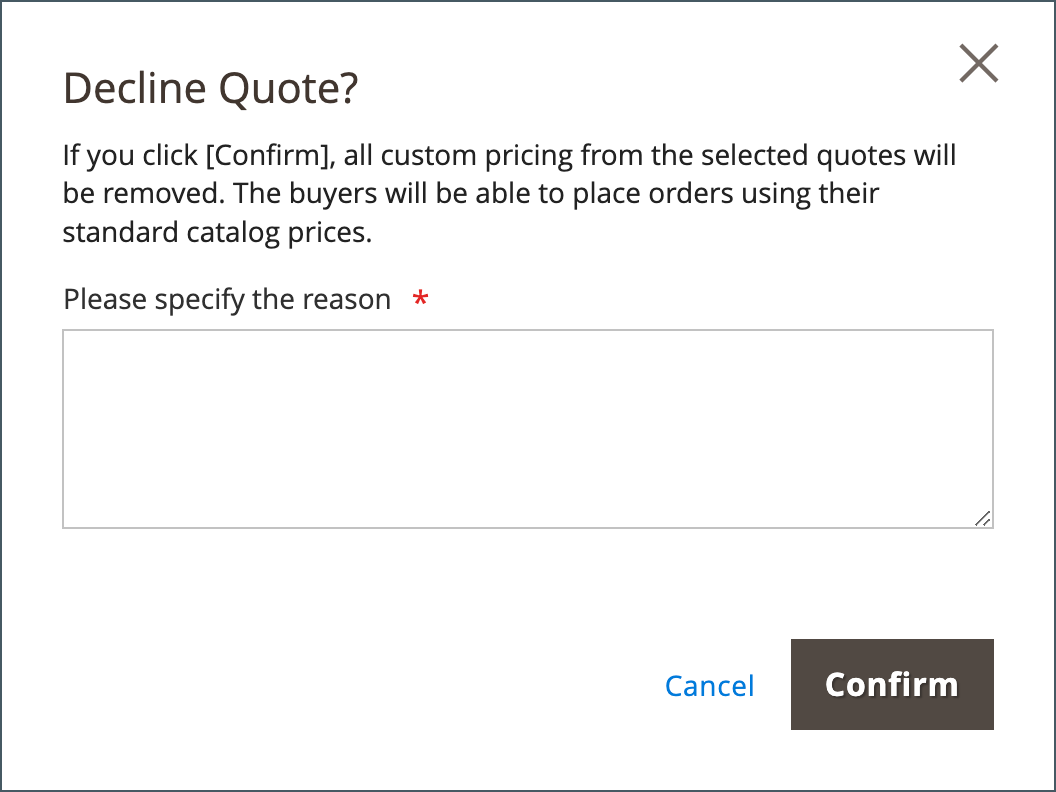 Decline Quote?
If you click [Confirm], all custom pricing from the selected quotes will
be removed. The buyers will be able to place orders using their
standard catalog prices.
Please specify the reason *
Cancel
Confirm